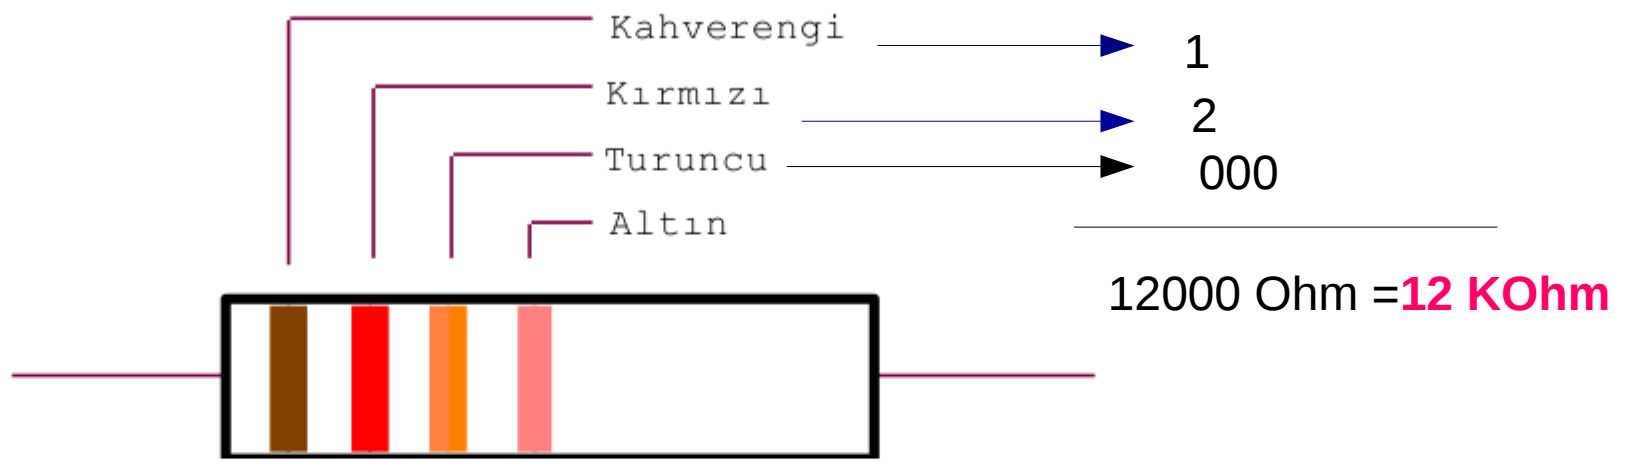 Kahverengi 1
Kırmızı 2
Turuncu 000
Altın
12000 Ohm =12 KOhm